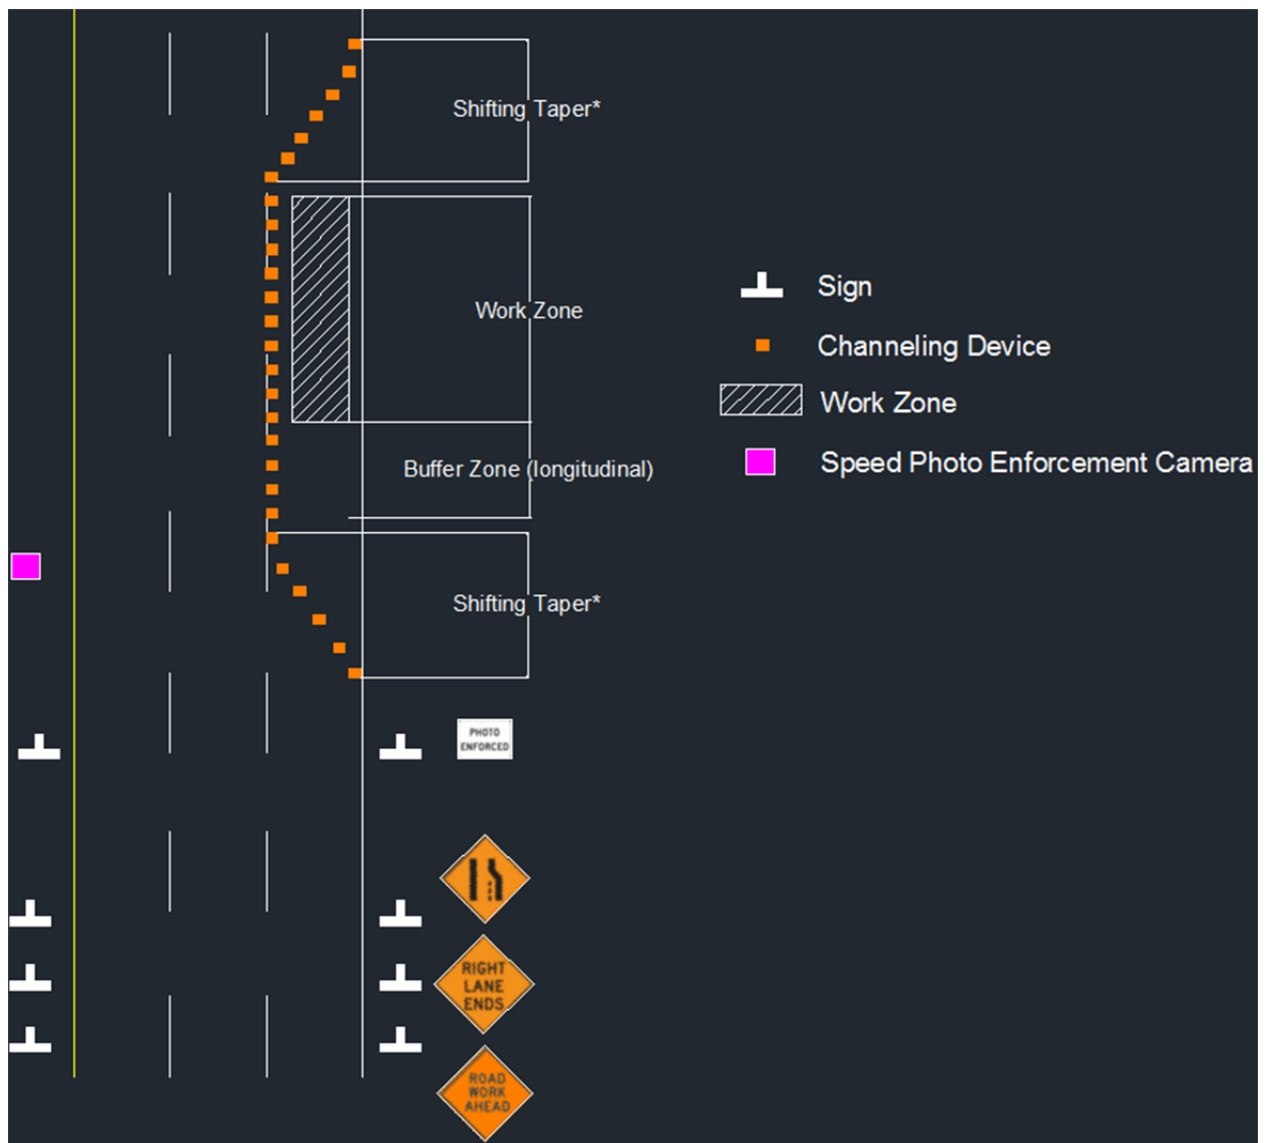 Shifting Taper*
Work Zone
Buffer Zone (longitudinal)
Shifting Taper*
PHOTO
ENFORCED
RIGHT
LANE
ENDS
ROAD
WORK
AHEAD
Sign
Channeling Device
Work Zone
Speed Photo Enforcement Camera